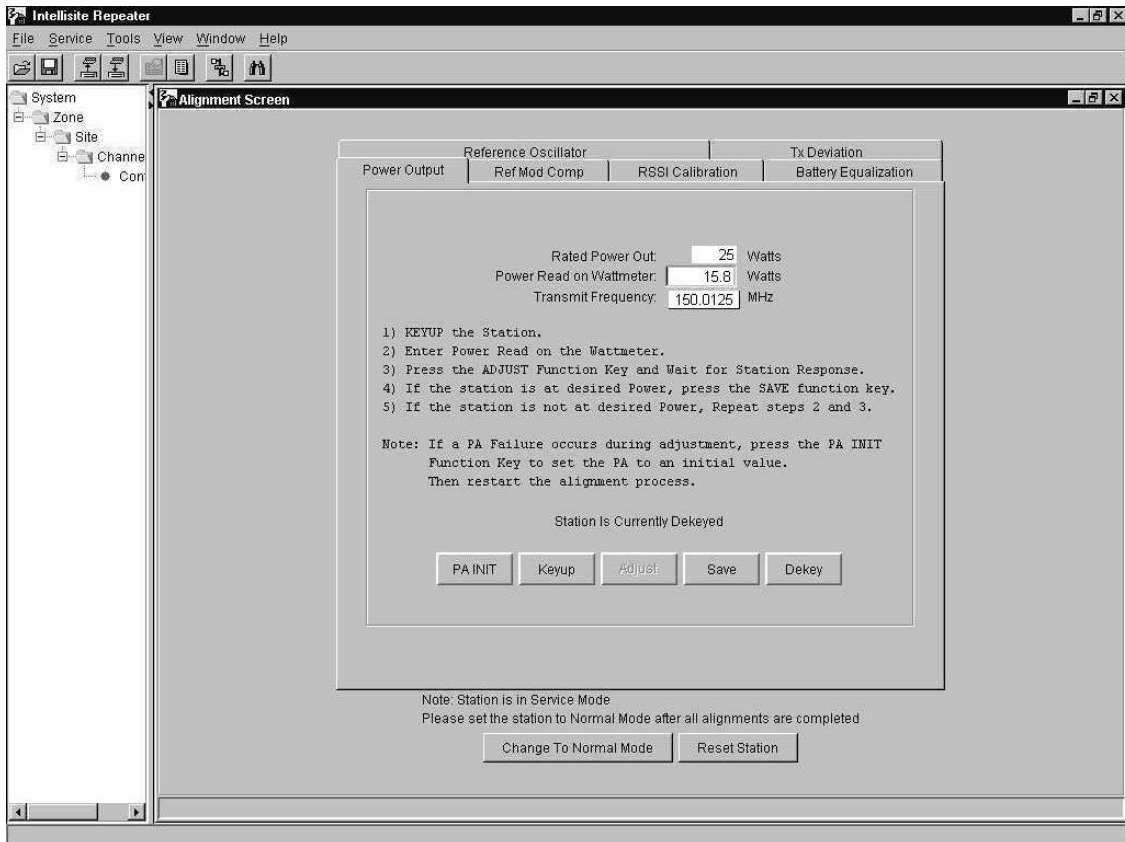 Intellisite Repeater
File Service Tools View Window Help
System
Zone
Site
Channe
Con
Alignment Screen
Reference Oscillator Tx Deviation
Power Output Ref Mod Comp RSSI Calibration Battery Equalization
Rated Power Out: 25 Watts
Power Read on Wattmeter: 15.8 Watts
Transmit Frequency: 150.0125 MHz
1) KEYUP the Station.
2) Enter Power Read on the Wattmeter.
3) Press the ADJUST Function Key and Wait for Station Response.
4) If the station is at desired Power, press the SAVE function key.
5) If the station is not at desired Power, Repeat steps 2 and 3.
Note: If a PA Failure occurs during adjustment, press the PA INIT
Function Key to set the PA to an initial value.
Then restart the alignment process.
Station Is Currently Dekeyed
PA INIT Keyup Adjust Save Dekey
Note: Station is in Service Mode
Please set the station to Normal Mode after all alignments are completed
Change To Normal Mode Reset Station